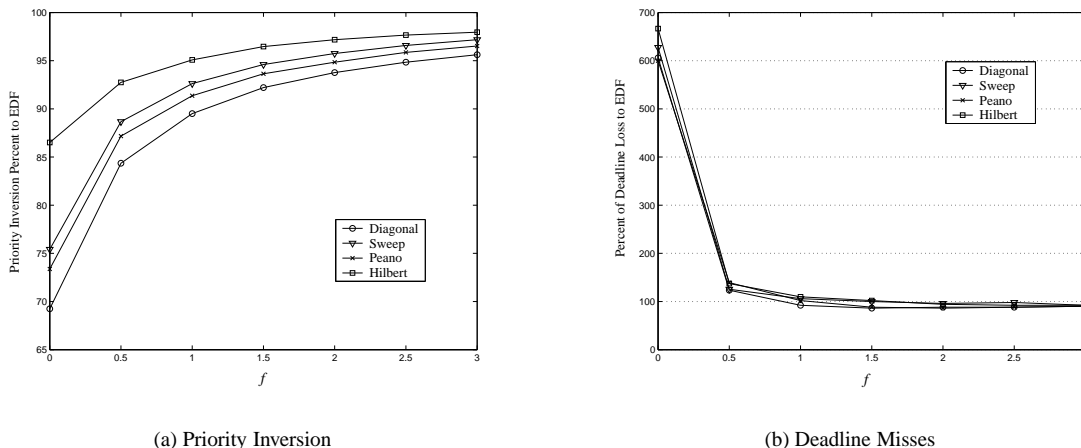 100
95
90
85
80
75
70
65
0
0.5
1
1.5
2
2.5
3
f
Priority Inversion Percent to EDF
Diagonal
Sweep
Peano
Hilbert
(a) Priority Inversion
700
600
500
400
300
200
100
0
0
0.5
1
1.5
2
2.5
f
Percent of Deadline Loss to EDF
Diagonal
Sweep
Peano
Hilbert
(b) Deadline Misses